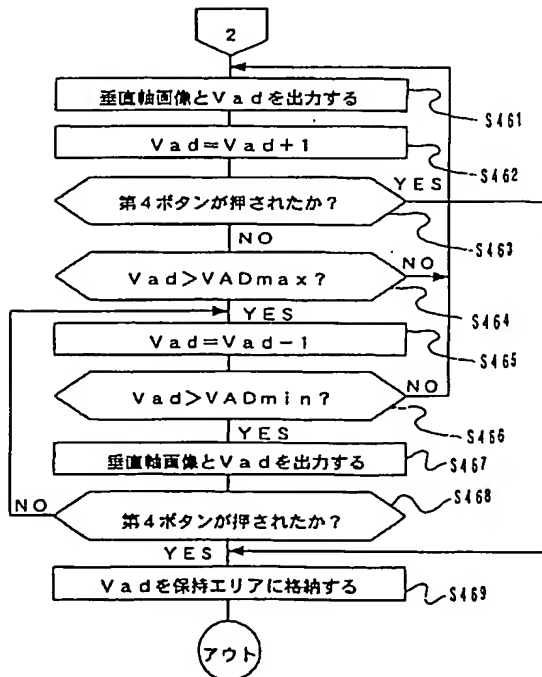 2
垂直軸画像とVadを出力する
S461
Vad=Vad+1
S462
YES
第4ボタンが押されたか?
S463
NO
Vad>VADmax?
NO
S464
YES
Vad=Vad-1
S465
Vad>VADmin?
NO
S466
YES
垂直軸画像とVadを出力する
S467
NO
S468
第4ボタンが押されたか?
YES
Vadを保持エリアに格納する
S469
アウト